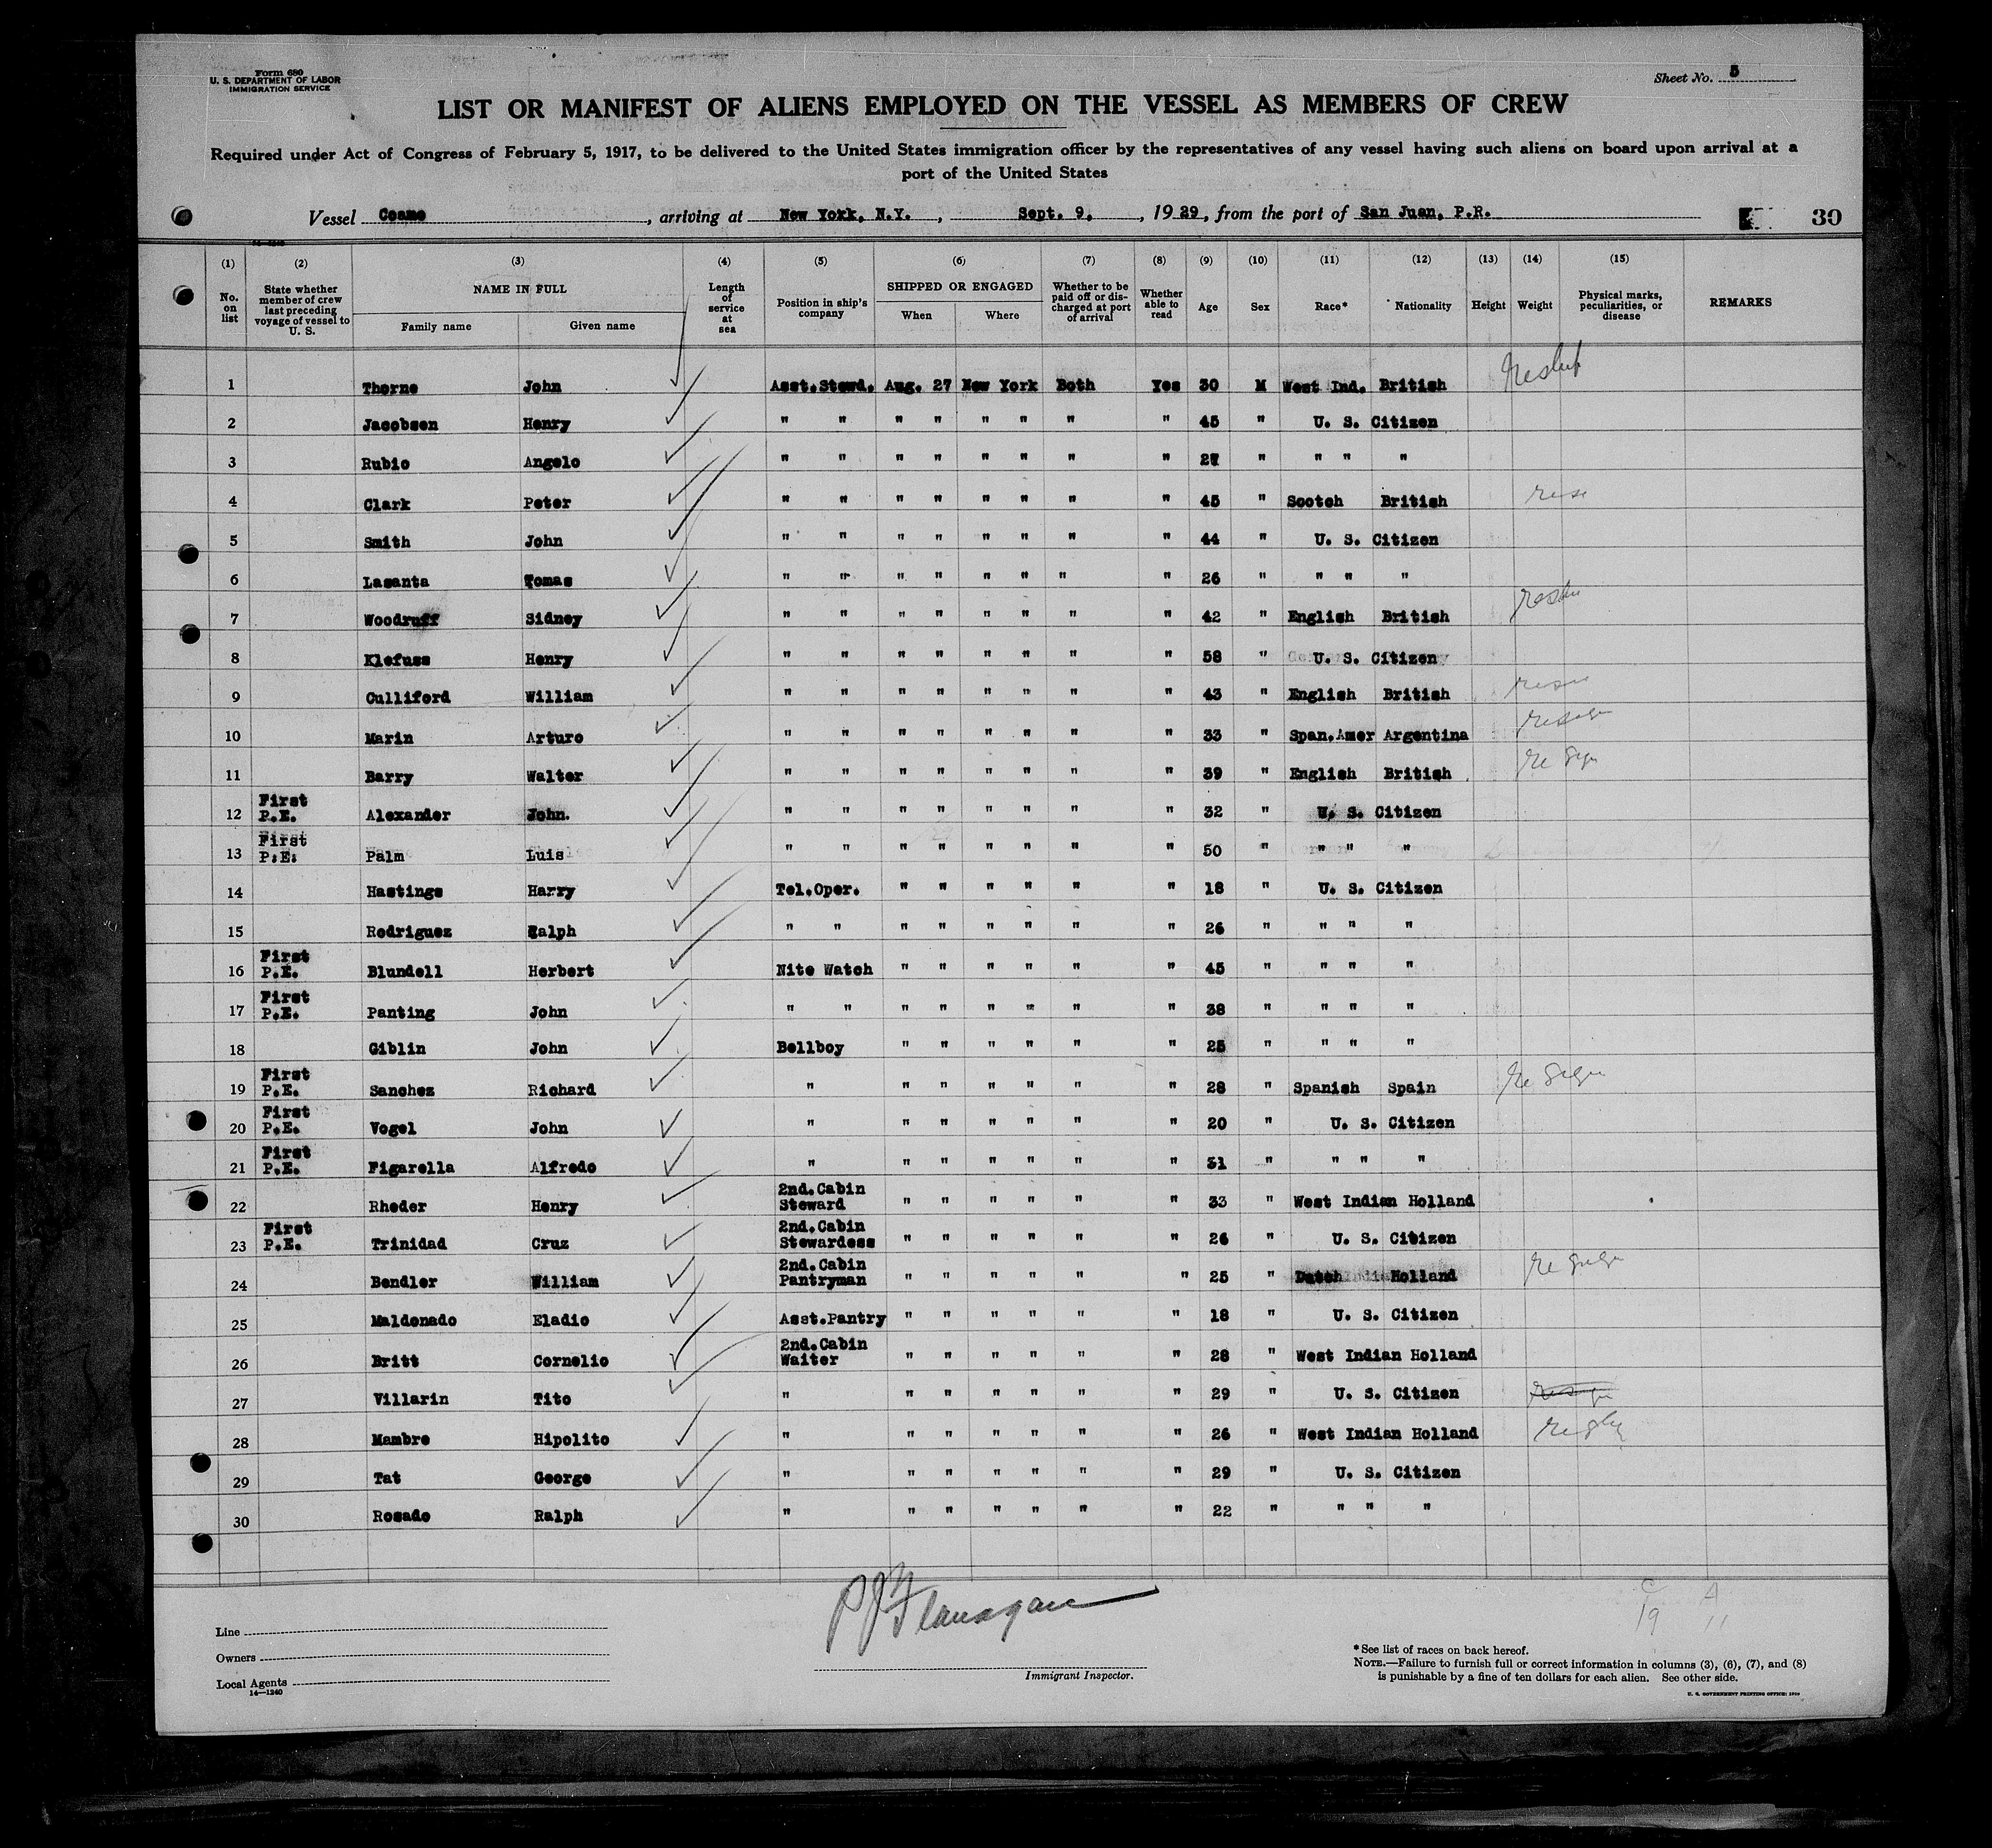 Form 680
U. S. DEPARTMENT OF LABOR
IMMIGRATION SERVICE
Sheet No. 5
LIST OR MANIFEST OF ALIENS EMPLOYED ON THE VESSEL AS MEMBERS OF CREW
Required under Act of Congress of February 5, 1917, to be delivered to the United States immigration officer by the representatives of any vessel having such aliens on board upon arrival at a
port of the United States
Vessel Coamo, arriving at New York, N.Y., Sept. 9, 1929, from the port of San Juan, P.R.
30
14-1240
(1) (2) (3) (4) (5) (6) (7) (8) (9) (10) (11) (12) (13) (14) (15)
No. on list
State whether member of crew last preceding voyage of vessel to U. S.
NAME IN FULL
Family name Given name
Length of service at sea
Position in ship's company
SHIPPED OR ENGAGED
When Where
Whether to be paid off or discharged at port of arrival
Whether able to read
Age
Sex
Race*
Nationality
Height
Weight
Physical marks, peculiarities, or disease
REMARKS
1 Thorne John Asst.Stewd. Aug. 27 New York Both Yes 30 M West Ind. British
2 Jacobsen Henry " " " " " " " " 45 " U. S. Citizen
3 Rubio Angelo " " " " " " " " 27 " " " "
4 Clark Peter " " " " " " " " 45 " Scotch British
5 Smith John " " " " " " " " 44 " U. S. Citizen
6 Lasanta Tomas " " " " " " " " 26 " " " "
7 Woodruff Sidney " " " " " " " " 42 " English British
8 Klefuss Henry " " " " " " " " 58 " U. S. Citizen
9 Culliford William " " " " " " " " 43 " English British
10 Marin Arturo " " " " " " " " 33 " Span.Amer Argentina
11 Barry Walter " " " " " " " " 39 " English British re sign
12 First P.E. Alexander John. " " " " " " " " 32 " U. S. Citizen
13 First P.E. Palm Luis " " " " " " " " 50 " " " "
14 Hastings Harry Tel.Oper. " " " " " " 18 " U. S. Citizen
15 Rodriguez Ralph " " " " " " " " 26 " " " "
16 First P.E. Blundell Herbert Nite Watch " " " " " " 45 " " " "
17 First P.E. Panting John " " " " " " " " 38 " " " "
18 Giblin John Bellboy " " " " " " 25 " " " "
19 First P.E. Sanchez Richard " " " " " " " 28 " Spanish Spain re sign
20 First P.E. Vogel John " " " " " " " 20 " U. S. Citizen
21 First P.E. Figarella Alfredo " " " " " " " 31 " " " "
22 Rheder Henry 2nd.Cabin Steward " " " " " " 33 " West Indian Holland
23 First P.E. Trinidad Cruz 2nd.Cabin Stewardess " " " " " " 26 " U. S. Citizen
24 Bendler William 2nd.Cabin Pantryman " " " " " " 25 " Dutch Holland re sign
25 Maldonado Eladio Asst.Pantry " " " " " " 18 " U. S. Citizen
26 Britt Cornelio 2nd.Cabin Waiter " " " " " " 28 " West Indian Holland
27 Villarin Tito " " " " " " " 29 " U. S. Citizen
28 Mambre Hipolito " " " " " " " 26 " West Indian Holland
29 Tat George " " " " " " " 29 " U. S. Citizen
30 Rosado Ralph " " " " " " " 22 " " " "
C A
19 11
P J Flanagan
Immigrant Inspector.
Line
Owners
Local Agents
14—1240
* See list of races on back hereof.
NOTE.—Failure to furnish full or correct information in columns (3), (6), (7), and (8)
is punishable by a fine of ten dollars for each alien. See other side.